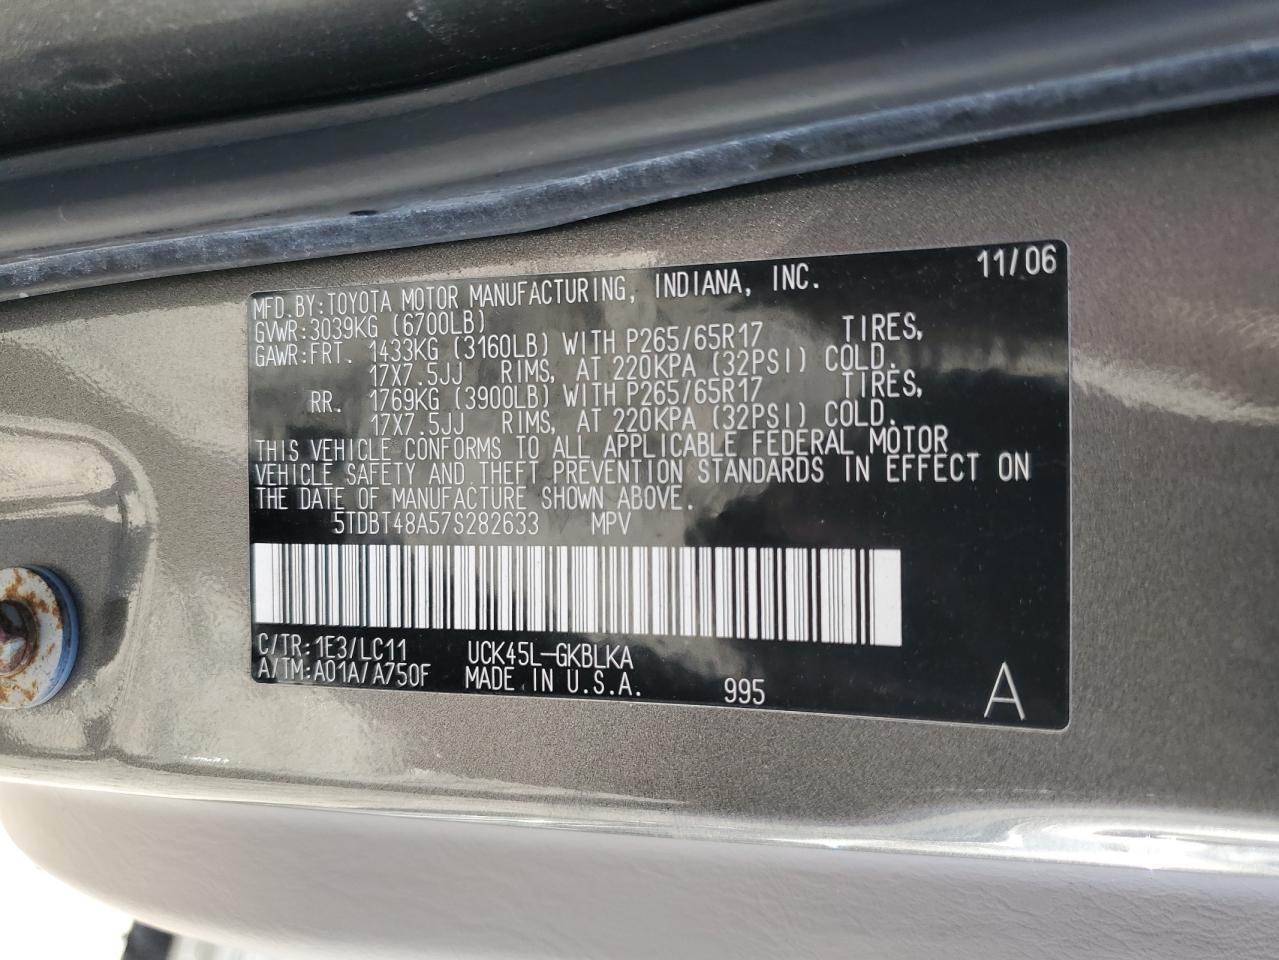 11/06
MFD.BY:TOYOTA MOTOR MANUFACTURING, INDIANA, INC.
GVWR:3039KG (6700LB)
GAWR:FRT. 1433KG (3160LB) WITH P265/65R17 TIRES,
17X7.5JJ RIMS, AT 220KPA (32PSI) COLD.
RR. 1769KG (3900LB) WITH P265/65R17 TIRES,
17X7.5JJ RIMS, AT 220KPA (32PSI) COLD.
THIS VEHICLE CONFORMS TO ALL APPLICABLE FEDERAL MOTOR
VEHICLE SAFETY AND THEFT PREVENTION STANDARDS IN EFFECT ON
THE DATE OF MANUFACTURE SHOWN ABOVE.
5TDBT48A57S282633 MPV
C/TR:1E3/LC11 UCK45L-GKBLKA
A/TM:A01A/A750F MADE IN U.S.A. 995 A